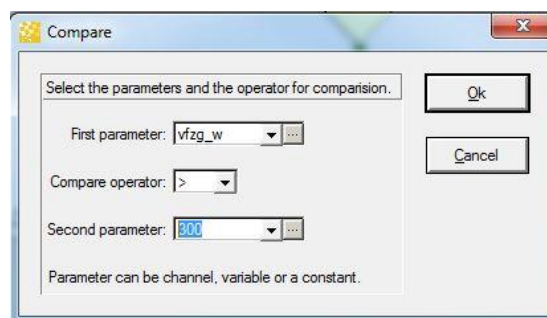 Compare
Select the parameters and the operator for comparision.
First parameter: vfzg_w ...
Compare operator: >
Second parameter: 300 ...
Parameter can be channel, variable or a constant.
Ok
Cancel